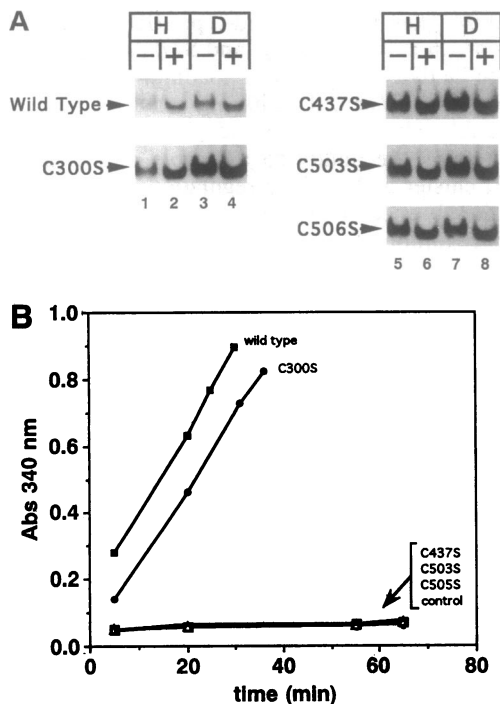 A
H D
− + − +
Wild Type
C300S
1 2 3 4
H D
− + − +
C437S
C503S
C506S
5 6 7 8
B
Abs 340 nm
1.0
0.8
0.6
0.4
0.2
0.0
wild type
C300S
C437S
C503S
C505S
control
0 20 40 60 80
time (min)